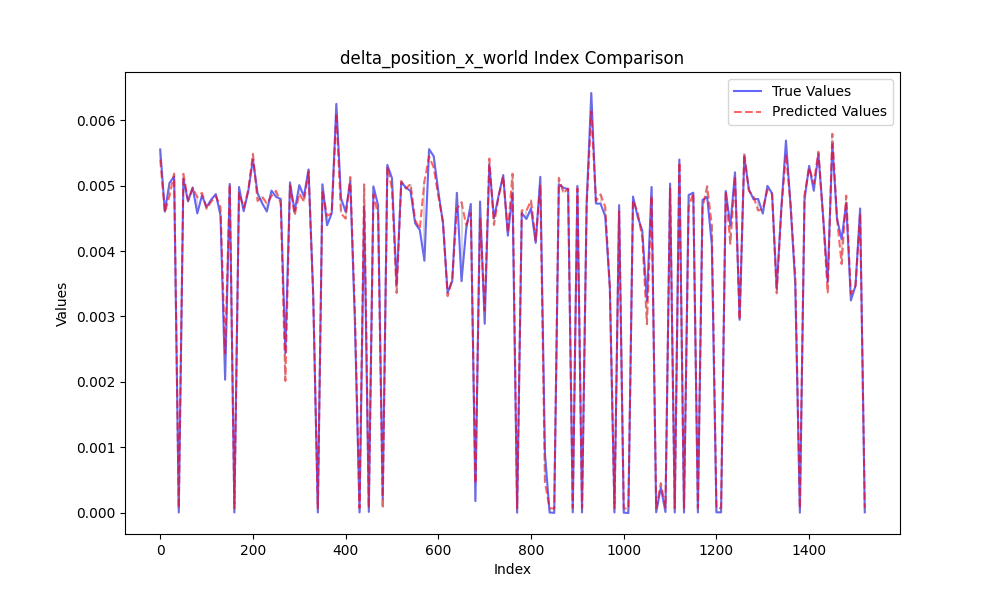 delta_position_x_world Index Comparison
True Values
Predicted Values
0.006
0.005
0.004
0.003
0.002
0.001
0.000
Values
0 200 400 600 800 1000 1200 1400
Index